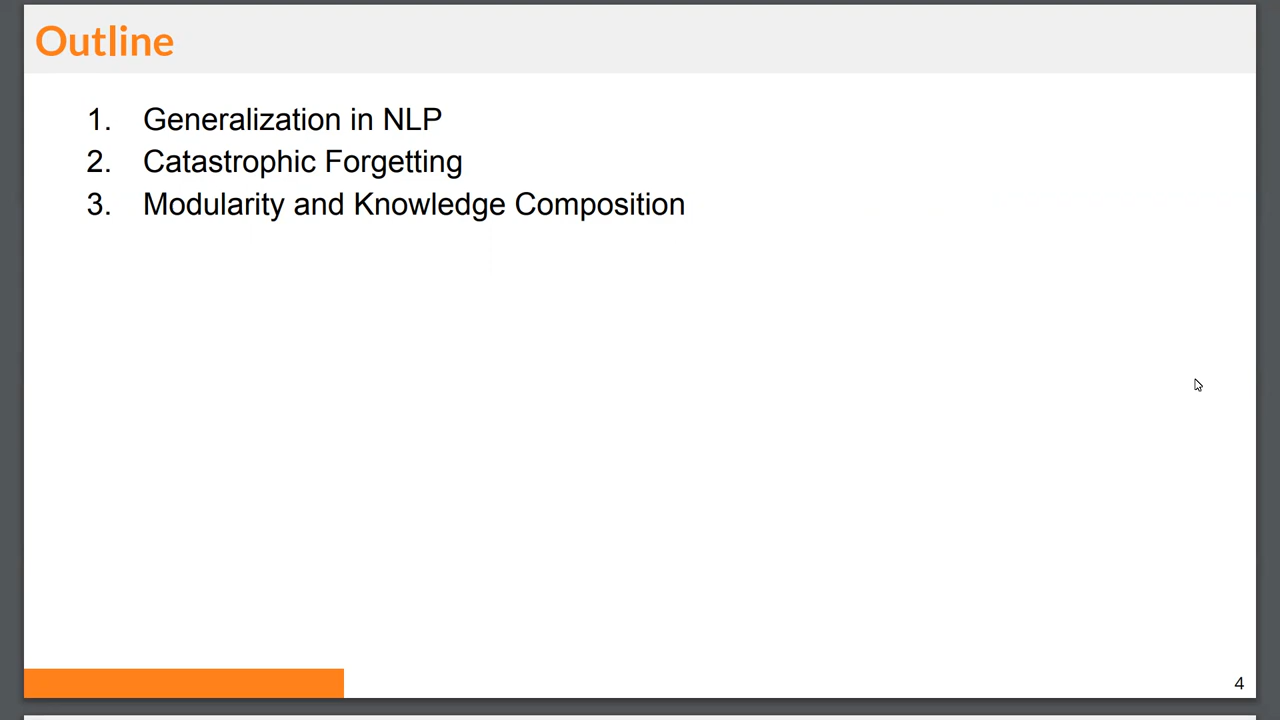 Outline
1. Generalization in NLP
2. Catastrophic Forgetting
3. Modularity and Knowledge Composition
4